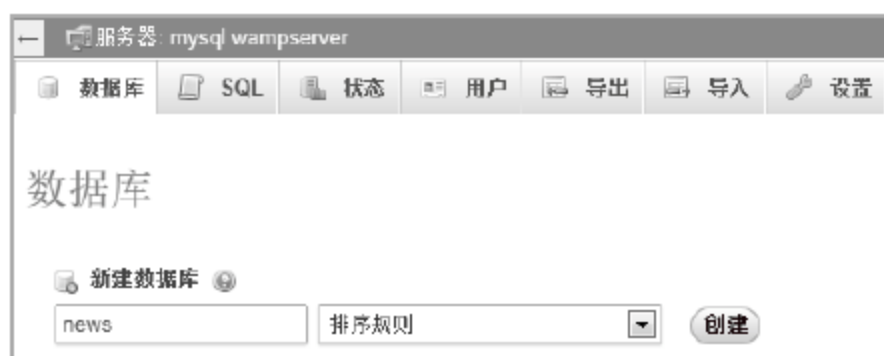 服务器: mysql wampserver
数据库 SQL 状态 用户 导出 导入 设置
数据库
新建数据库
news 排序规则 创建